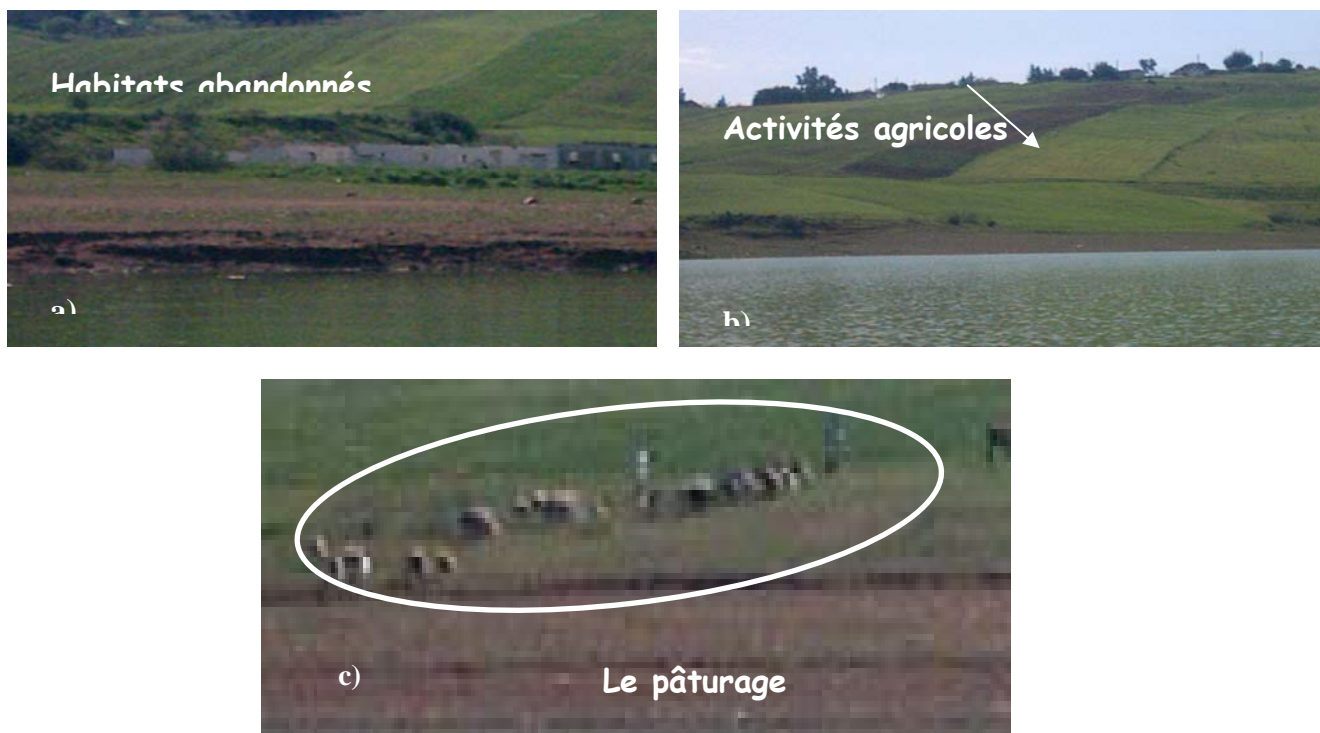 Habitats abandonnés
a)
Activités agricoles
b)
c)
Le pâturage